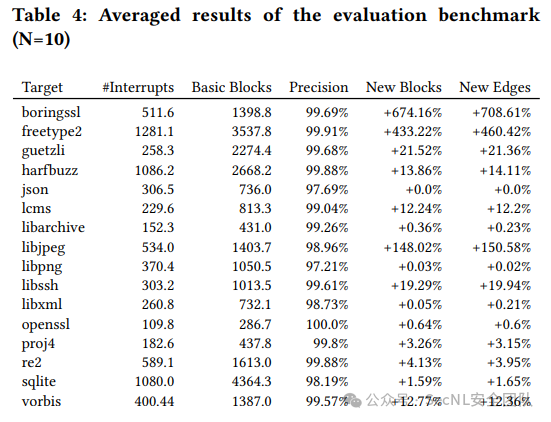 Table 4: Averaged results of the evaluation benchmark
(N=10)
Target #Interrupts Basic Blocks Precision New Blocks New Edges
boringssl 511.6 1398.8 99.69% +674.16% +708.61%
freetype2 1281.1 3537.8 99.91% +433.22% +460.42%
guetzli 258.3 2274.4 99.68% +21.52% +21.36%
harfbuzz 1086.2 2668.2 99.88% +13.86% +14.11%
json 306.5 736.0 97.69% +0.0% +0.0%
lcms 229.6 813.3 99.04% +12.24% +12.2%
libarchive 152.3 431.0 99.26% +0.36% +0.23%
libjpeg 534.0 1403.7 98.96% +148.02% +150.58%
libpng 370.4 1050.5 97.21% +0.03% +0.02%
libssh 303.2 1013.5 99.61% +19.29% +19.94%
libxml 260.8 732.1 98.73% +0.05% +0.21%
openssl 109.8 286.7 100.0% +0.64% +0.6%
proj4 182.6 437.8 99.8% +3.26% +3.15%
re2 589.1 1613.0 99.88% +4.13% +3.95%
sqlite 1080.0 4364.3 98.19% +1.59% +1.65%
vorbis 400.44 1387.0 99.57% +12.77% +12.36%
公众号 · SecNL安全团队